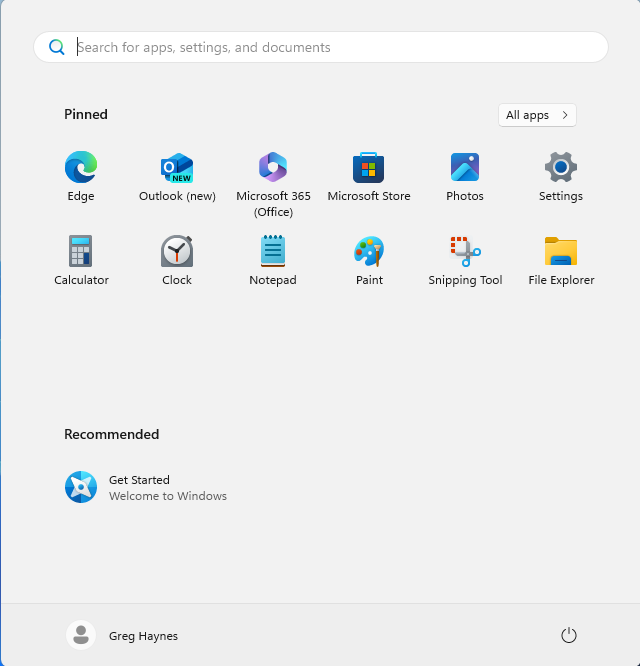 Search for apps, settings, and documents
Pinned
All apps
Edge
Outlook (new)
Microsoft 365
(Office)
Microsoft Store
Photos
Settings
NEW
Calculator
Clock
Notepad
Paint
Snipping Tool
File Explorer
Recommended
Get Started
Welcome to Windows
Greg Haynes